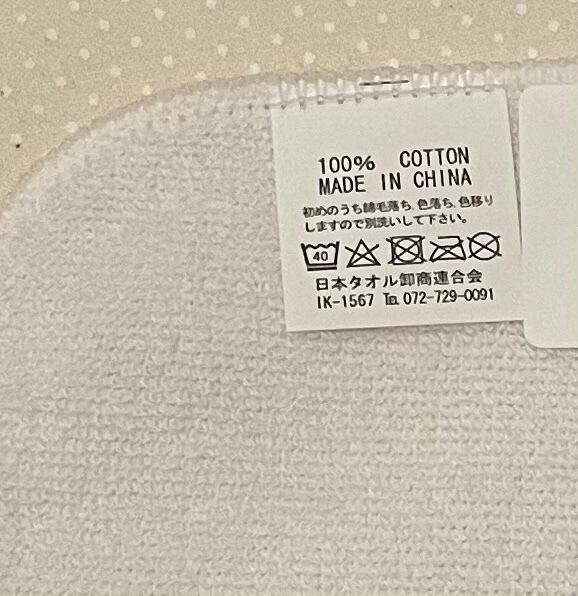 100% COTTON
MADE IN CHINA
初めのうち綿毛落ち、色落ち、色移り
しますので別洗いして下さい。
40
日本タオル卸商連合会
IK-1567 ℡ 072-729-0091